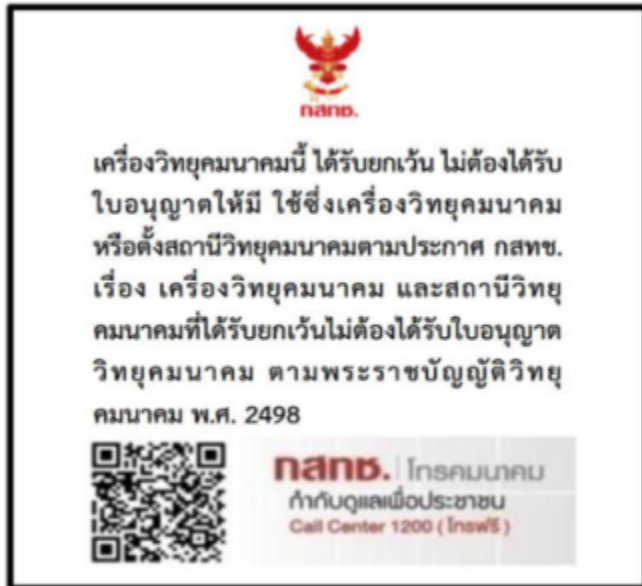 กสทช.
เครื่องวิทยุคมนาคมนี้ ได้รับยกเว้น ไม่ต้องได้รับ
ใบอนุญาตให้มี ใช้ซึ่งเครื่องวิทยุคมนาคม
หรือตั้งสถานีวิทยุคมนาคมตามประกาศ กสทช.
เรื่อง เครื่องวิทยุคมนาคม และสถานีวิทยุ
คมนาคมที่ได้รับยกเว้นไม่ต้องได้รับใบอนุญาต
วิทยุคมนาคม ตามพระราชบัญญัติวิทยุ
คมนาคม พ.ศ. 2498
กสทช. | โทรคมนาคม
กำกับดูแลเพื่อประชาชน
Call Center 1200 ( โทรฟรี )